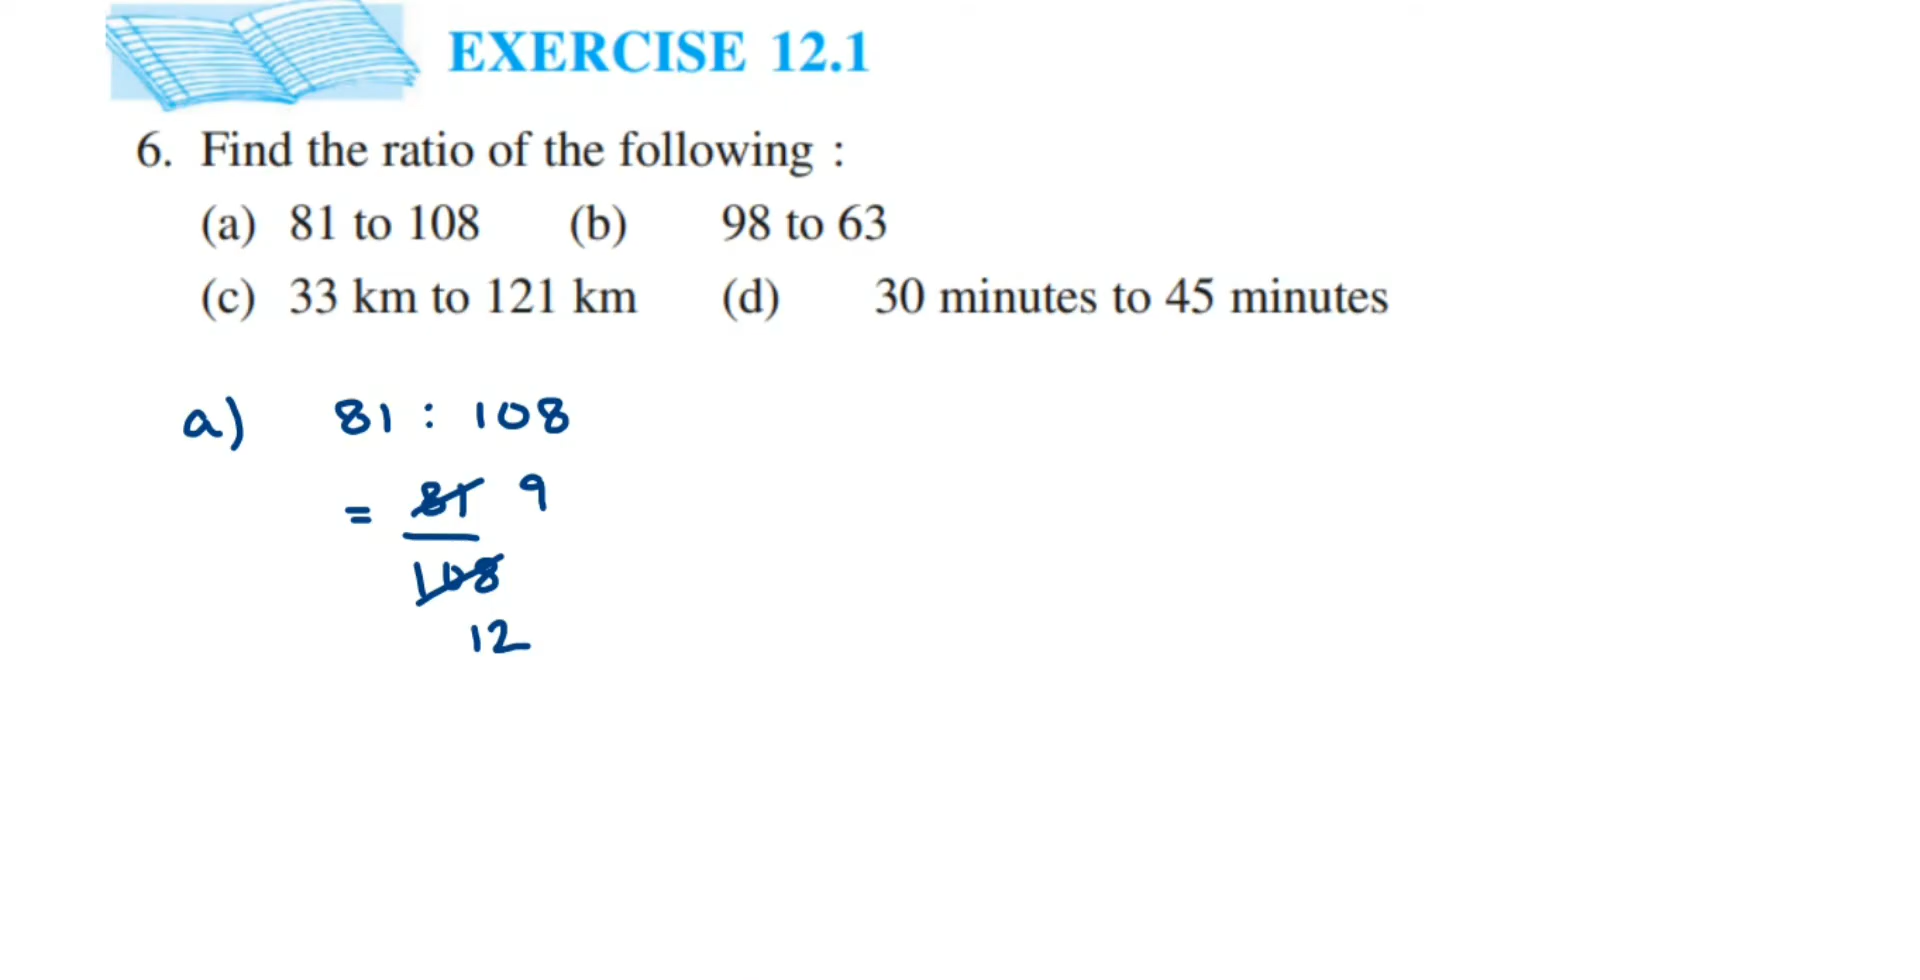 EXERCISE 12.1
6. Find the ratio of the following :
(a) 81 to 108 (b) 98 to 63
(c) 33 km to 121 km (d) 30 minutes to 45 minutes
a) 81 : 108
= 81 9
108
12